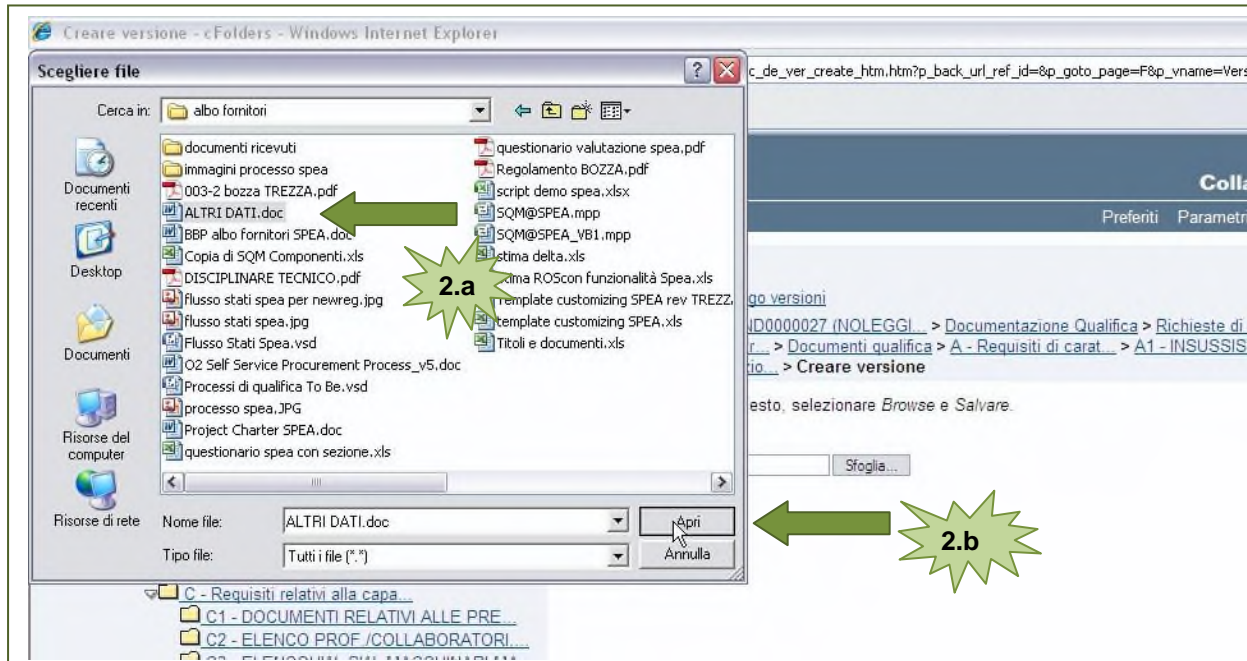 Creare versione - cFolders - Windows Internet Explorer
Scegliere file
c_de_ver_create_htm.htm?p_back_url_ref_id=&p_goto_page=F&p_vname=Vers
Cerca in:
albo fornitori
Documenti recenti
Desktop
Documenti
Risorse del computer
Risorse di rete
documenti ricevuti
immagini processo spea
003-2 bozza TREZZA.pdf
ALTRI DATI.doc
BBP albo fornitori SPEA.doc
Copia di SQM Componenti.xls
DISCIPLINARE TECNICO.pdf
flusso stati spea per newreg.jpg
flusso stati spea.jpg
Flusso Stati Spea.vsd
O2 Self Service Procurement Process_v5.doc
Processi di qualifica To Be.vsd
processo spea.JPG
Project Charter SPEA.doc
questionario spea con sezione.xls
questionario valutazione spea.pdf
Regolamento BOZZA.pdf
script demo spea.xlsx
SQM@SPEA.mpp
SQM@SPEA_VB1.mpp
stima delta.xls
stima ROScon funzionalità Spea.xls
Template customizing SPEA rev TREZZ
template customizing SPEA.xls
Titoli e documenti.xls
2.a
Nome file:
ALTRI DATI.doc
Apri
Tipo file:
Tutti i file (*.*)
Annulla
2.b
Colla
Preferiti Parametri
go versioni
ND0000027 (NOLEGGI... > Documentazione Qualifica > Richieste di
r... > Documenti qualifica > A - Requisiti di carat... > A1 - INSUSSIS
io... > Creare versione
esto, selezionare Browse e Salvare.
Sfoglia...
C - Requisiti relativi alla capa...
C1 - DOCUMENTI RELATIVI ALLE PRE...
C2 - ELENCO PROF./COLLABORATORI....